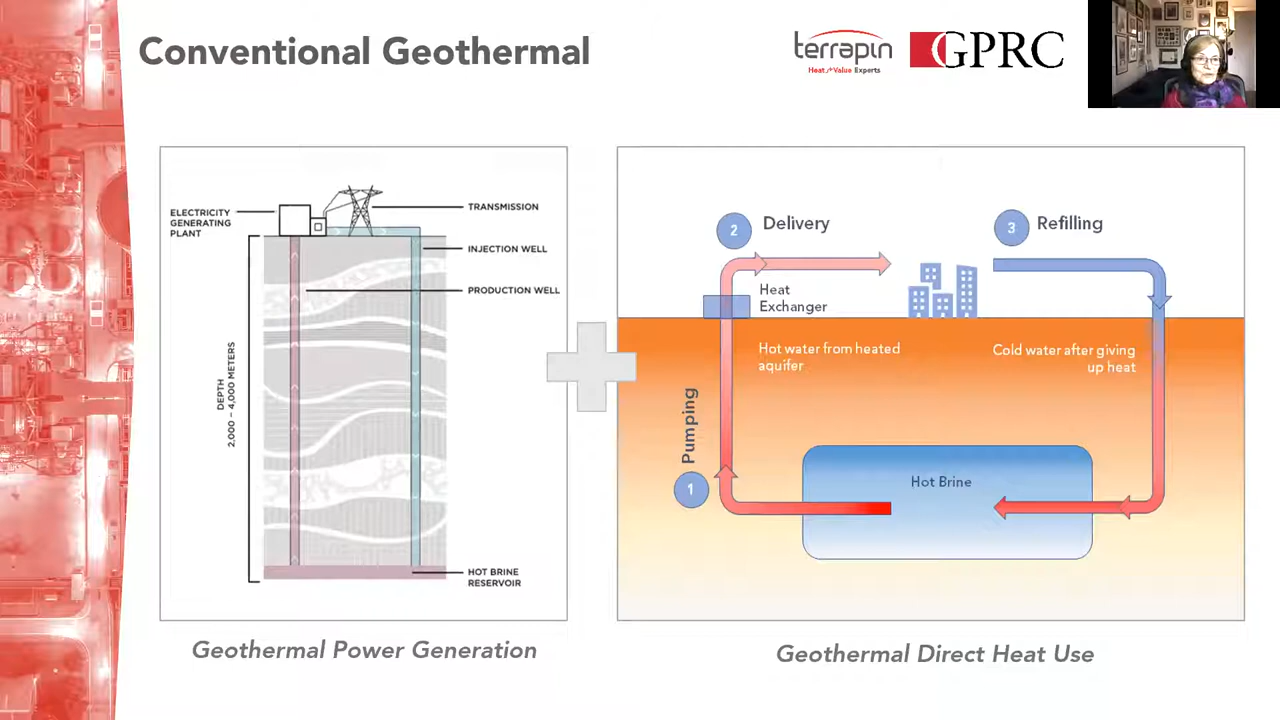 Conventional Geothermal
terrapin
Heat. Value Experts
GPRC
ELECTRICITY
GENERATING
PLANT
TRANSMISSION
INJECTION WELL
PRODUCTION WELL
DEPTH
2,000 – 4,000 METERS
HOT BRINE
RESERVOIR
Geothermal Power Generation
2
Delivery
3
Refilling
Heat
Exchanger
Hot water from heated
aquifer
Cold water after giving
up heat
Pumping
1
Hot Brine
Geothermal Direct Heat Use